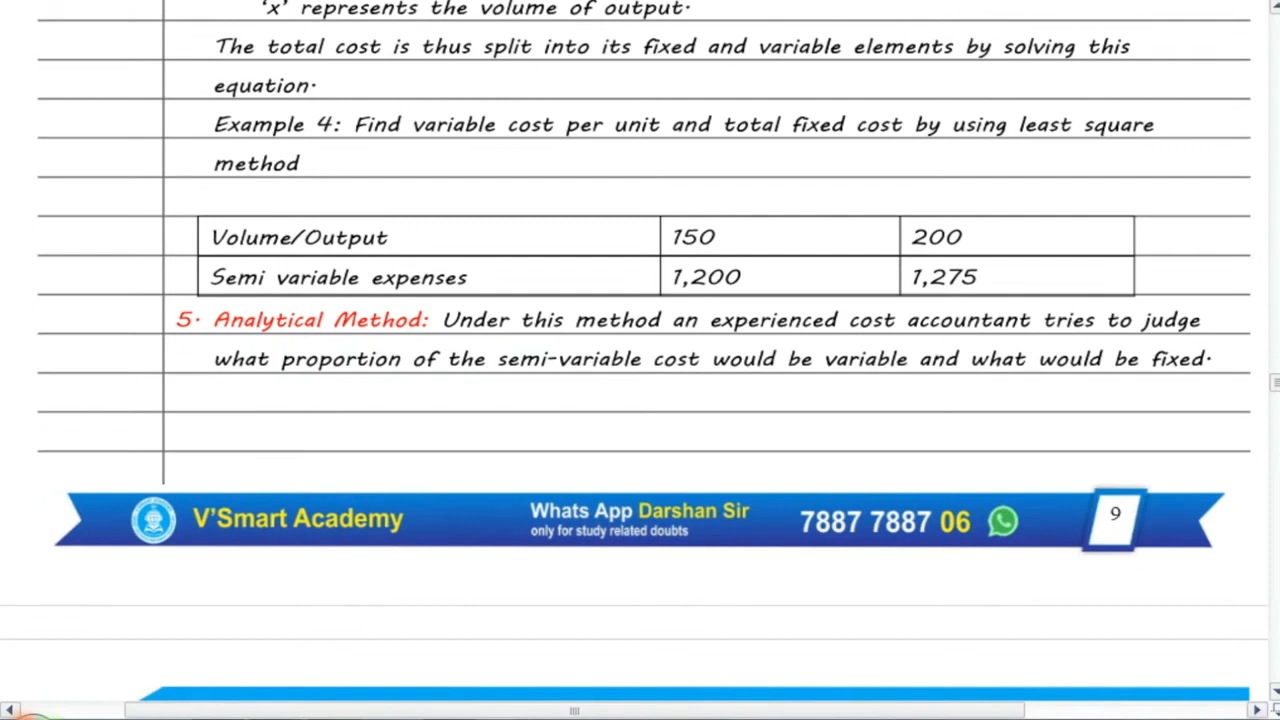 'x' represents the volume of output.
The total cost is thus split into its fixed and variable elements by solving this
equation.
Example 4: Find variable cost per unit and total fixed cost by using least square
method
Volume/Output 150 200
Semi variable expenses 1,200 1,275
5. Analytical Method: Under this method an experienced cost accountant tries to judge
what proportion of the semi-variable cost would be variable and what would be fixed.
V'Smart Academy
Whats App Darshan Sir
only for study related doubts
7887 7887 06
9